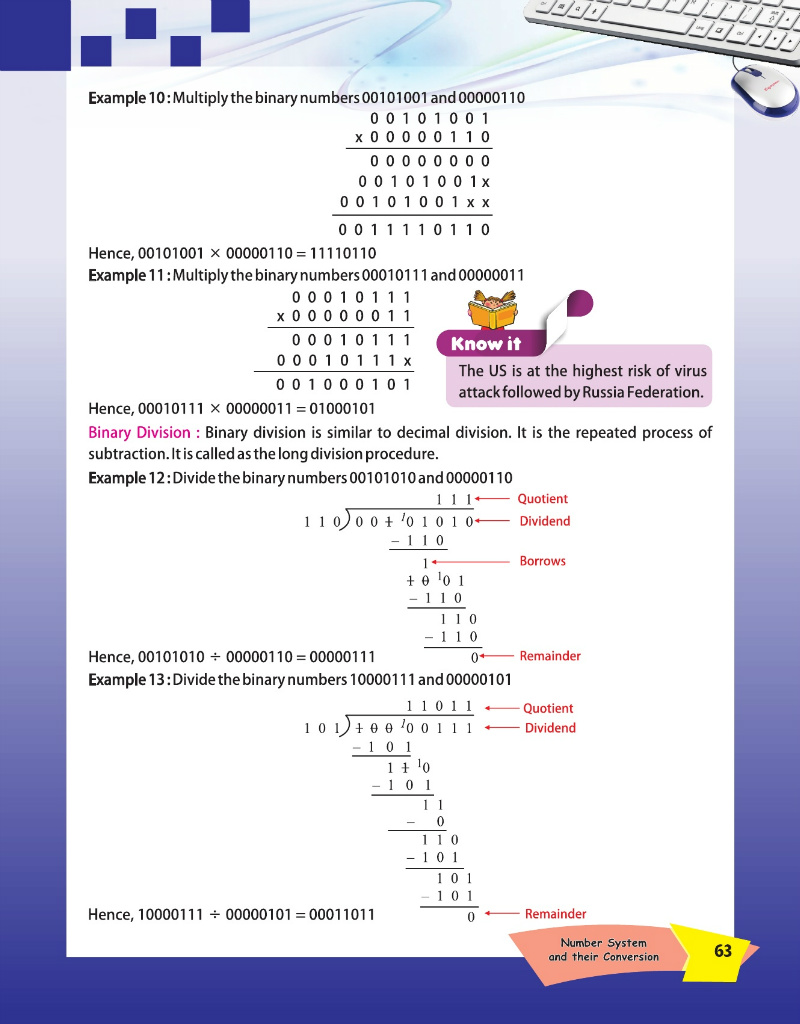 Example 10 : Multiply the binary numbers 00101001 and 00000110
0 0 1 0 1 0 0 1
x 0 0 0 0 0 1 1 0
0 0 0 0 0 0 0 0
0 0 1 0 1 0 0 1 x
0 0 1 0 1 0 0 1 x x
0 0 1 1 1 1 0 1 1 0
Hence, 00101001 × 00000110 = 11110110
Example 11 : Multiply the binary numbers 00010111 and 00000011
0 0 0 1 0 1 1 1
x 0 0 0 0 0 0 1 1
0 0 0 1 0 1 1 1
0 0 0 1 0 1 1 1 x
0 0 1 0 0 0 1 0 1
Know it
The US is at the highest risk of virus
attack followed by Russia Federation.
Hence, 00010111 × 00000011 = 01000101
Binary Division : Binary division is similar to decimal division. It is the repeated process of
subtraction. It is called as the long division procedure.
Example 12 : Divide the binary numbers 00101010 and 00000110
1 1 1 Quotient
1 1 0 ) 0 0 1 1 0 1 0 1 0 Dividend
– 1 1 0
1 Borrows
1 0 1 0 1
– 1 1 0
1 1 0
– 1 1 0
Hence, 00101010 ÷ 00000110 = 00000111 0 Remainder
Example 13 : Divide the binary numbers 10000111 and 00000101
1 1 0 1 1 Quotient
1 0 1 ) 1 0 0 1 0 0 1 1 1 Dividend
– 1 0 1
1 1 1 0
– 1 0 1
1 1
– 0
1 1 0
– 1 0 1
1 0 1
– 1 0 1
Hence, 10000111 ÷ 00000101 = 00011011 0 Remainder
Number System
and their Conversion
63